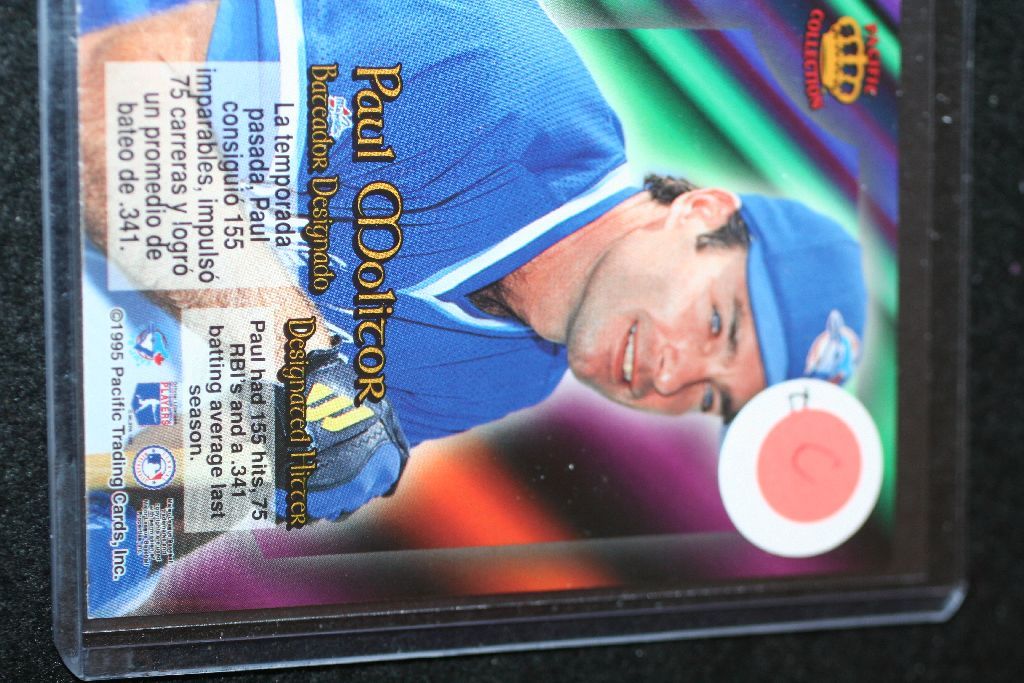 PACIFIC
COLLECTION
Paul Molitor
Bateador Designado
La temporada
pasada, Paul
consiguió 155
imparables, impulsó
75 carreras y logró
un promedio de
bateo de .341.
Designated Hitter
Paul had 155 hits, 75
RBI's and a .341
batting average last
season.
PLAYERS
©1995 Pacific Trading Cards, Inc.
C